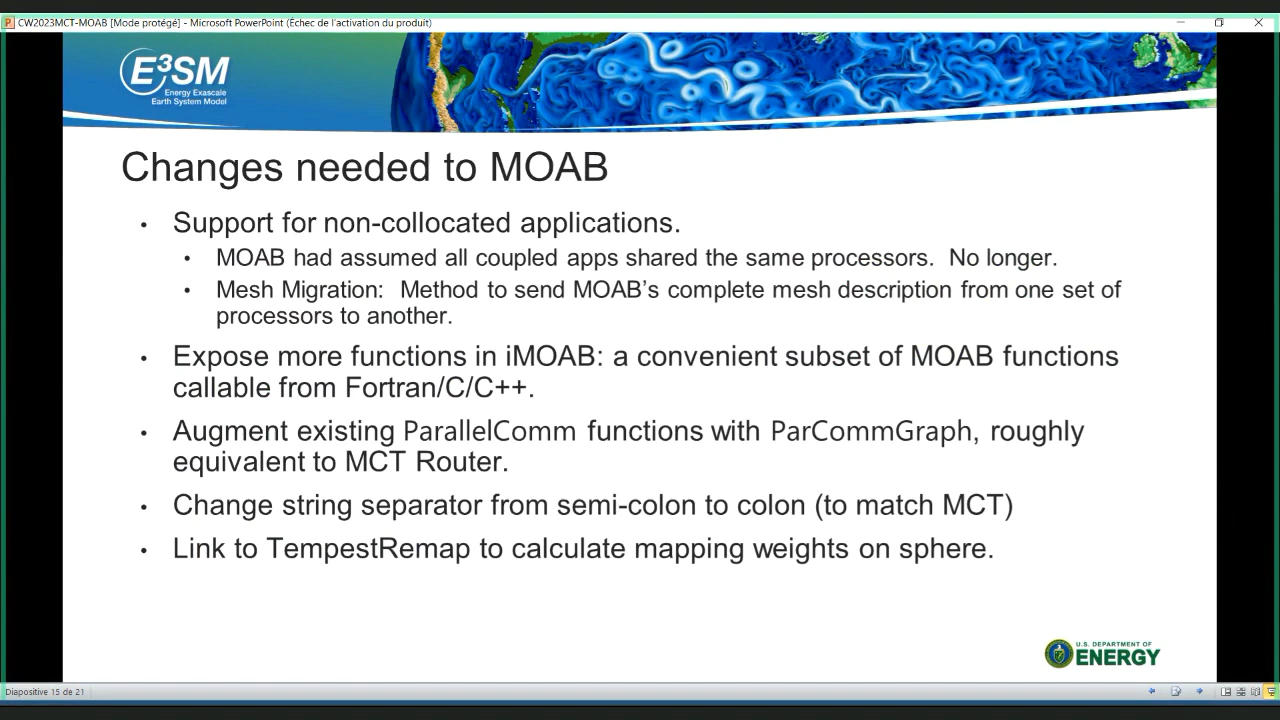 CW2023MCT-MOAB [Mode protégé] - Microsoft PowerPoint (Échec de l'activation du produit)
E³SM
Energy Exascale
Earth System Model
Changes needed to MOAB
• Support for non-collocated applications.
• MOAB had assumed all coupled apps shared the same processors.  No longer.
• Mesh Migration:  Method to send MOAB's complete mesh description from one set of
processors to another.
• Expose more functions in iMOAB: a convenient subset of MOAB functions
callable from Fortran/C/C++.
• Augment existing ParallelComm functions with ParCommGraph, roughly
equivalent to MCT Router.
• Change string separator from semi-colon to colon (to match MCT)
• Link to TempestRemap to calculate mapping weights on sphere.
U.S. DEPARTMENT OF
ENERGY
Diapositive 15 de 21